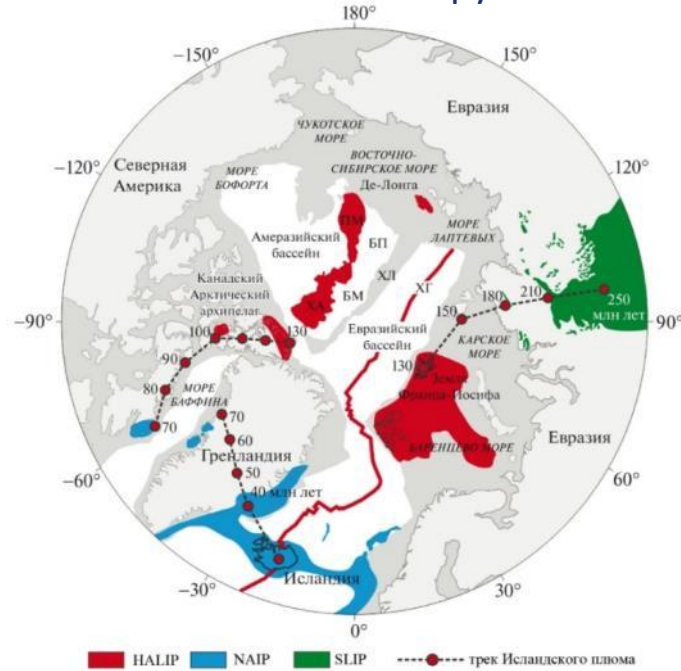 180°
−150°
150°
Евразия
ЧУКОТСКОЕ
МОРЕ
−120°
Северная
Америка
МОРЕ
БОФОРТА
ВОСТОЧНО-
СИБИРСКОЕ МОРЕ
Де-Лонга
120°
ПМ
МОРЕ
ЛАПТЕВЫХ
Амеразийский
бассейн
БП
ХЛ
ХГ
Канадский
Арктический
архипелаг
ХА
БМ
Евразийский
бассейн
150
180
210
250
млн лет
−90°
90°
100
130
КАРСКОЕ
МОРЕ
90
130
Земля
Франца-Иосифа
80
МОРЕ
БАФФИНА
70
70
БАРЕНЦЕВО МОРЕ
Евразия
60
Гренландия
50
−60°
60°
40 млн лет
Исландия
−30°
30°
0°
HALIP
NAIP
SLIP
трек Исландского плюма